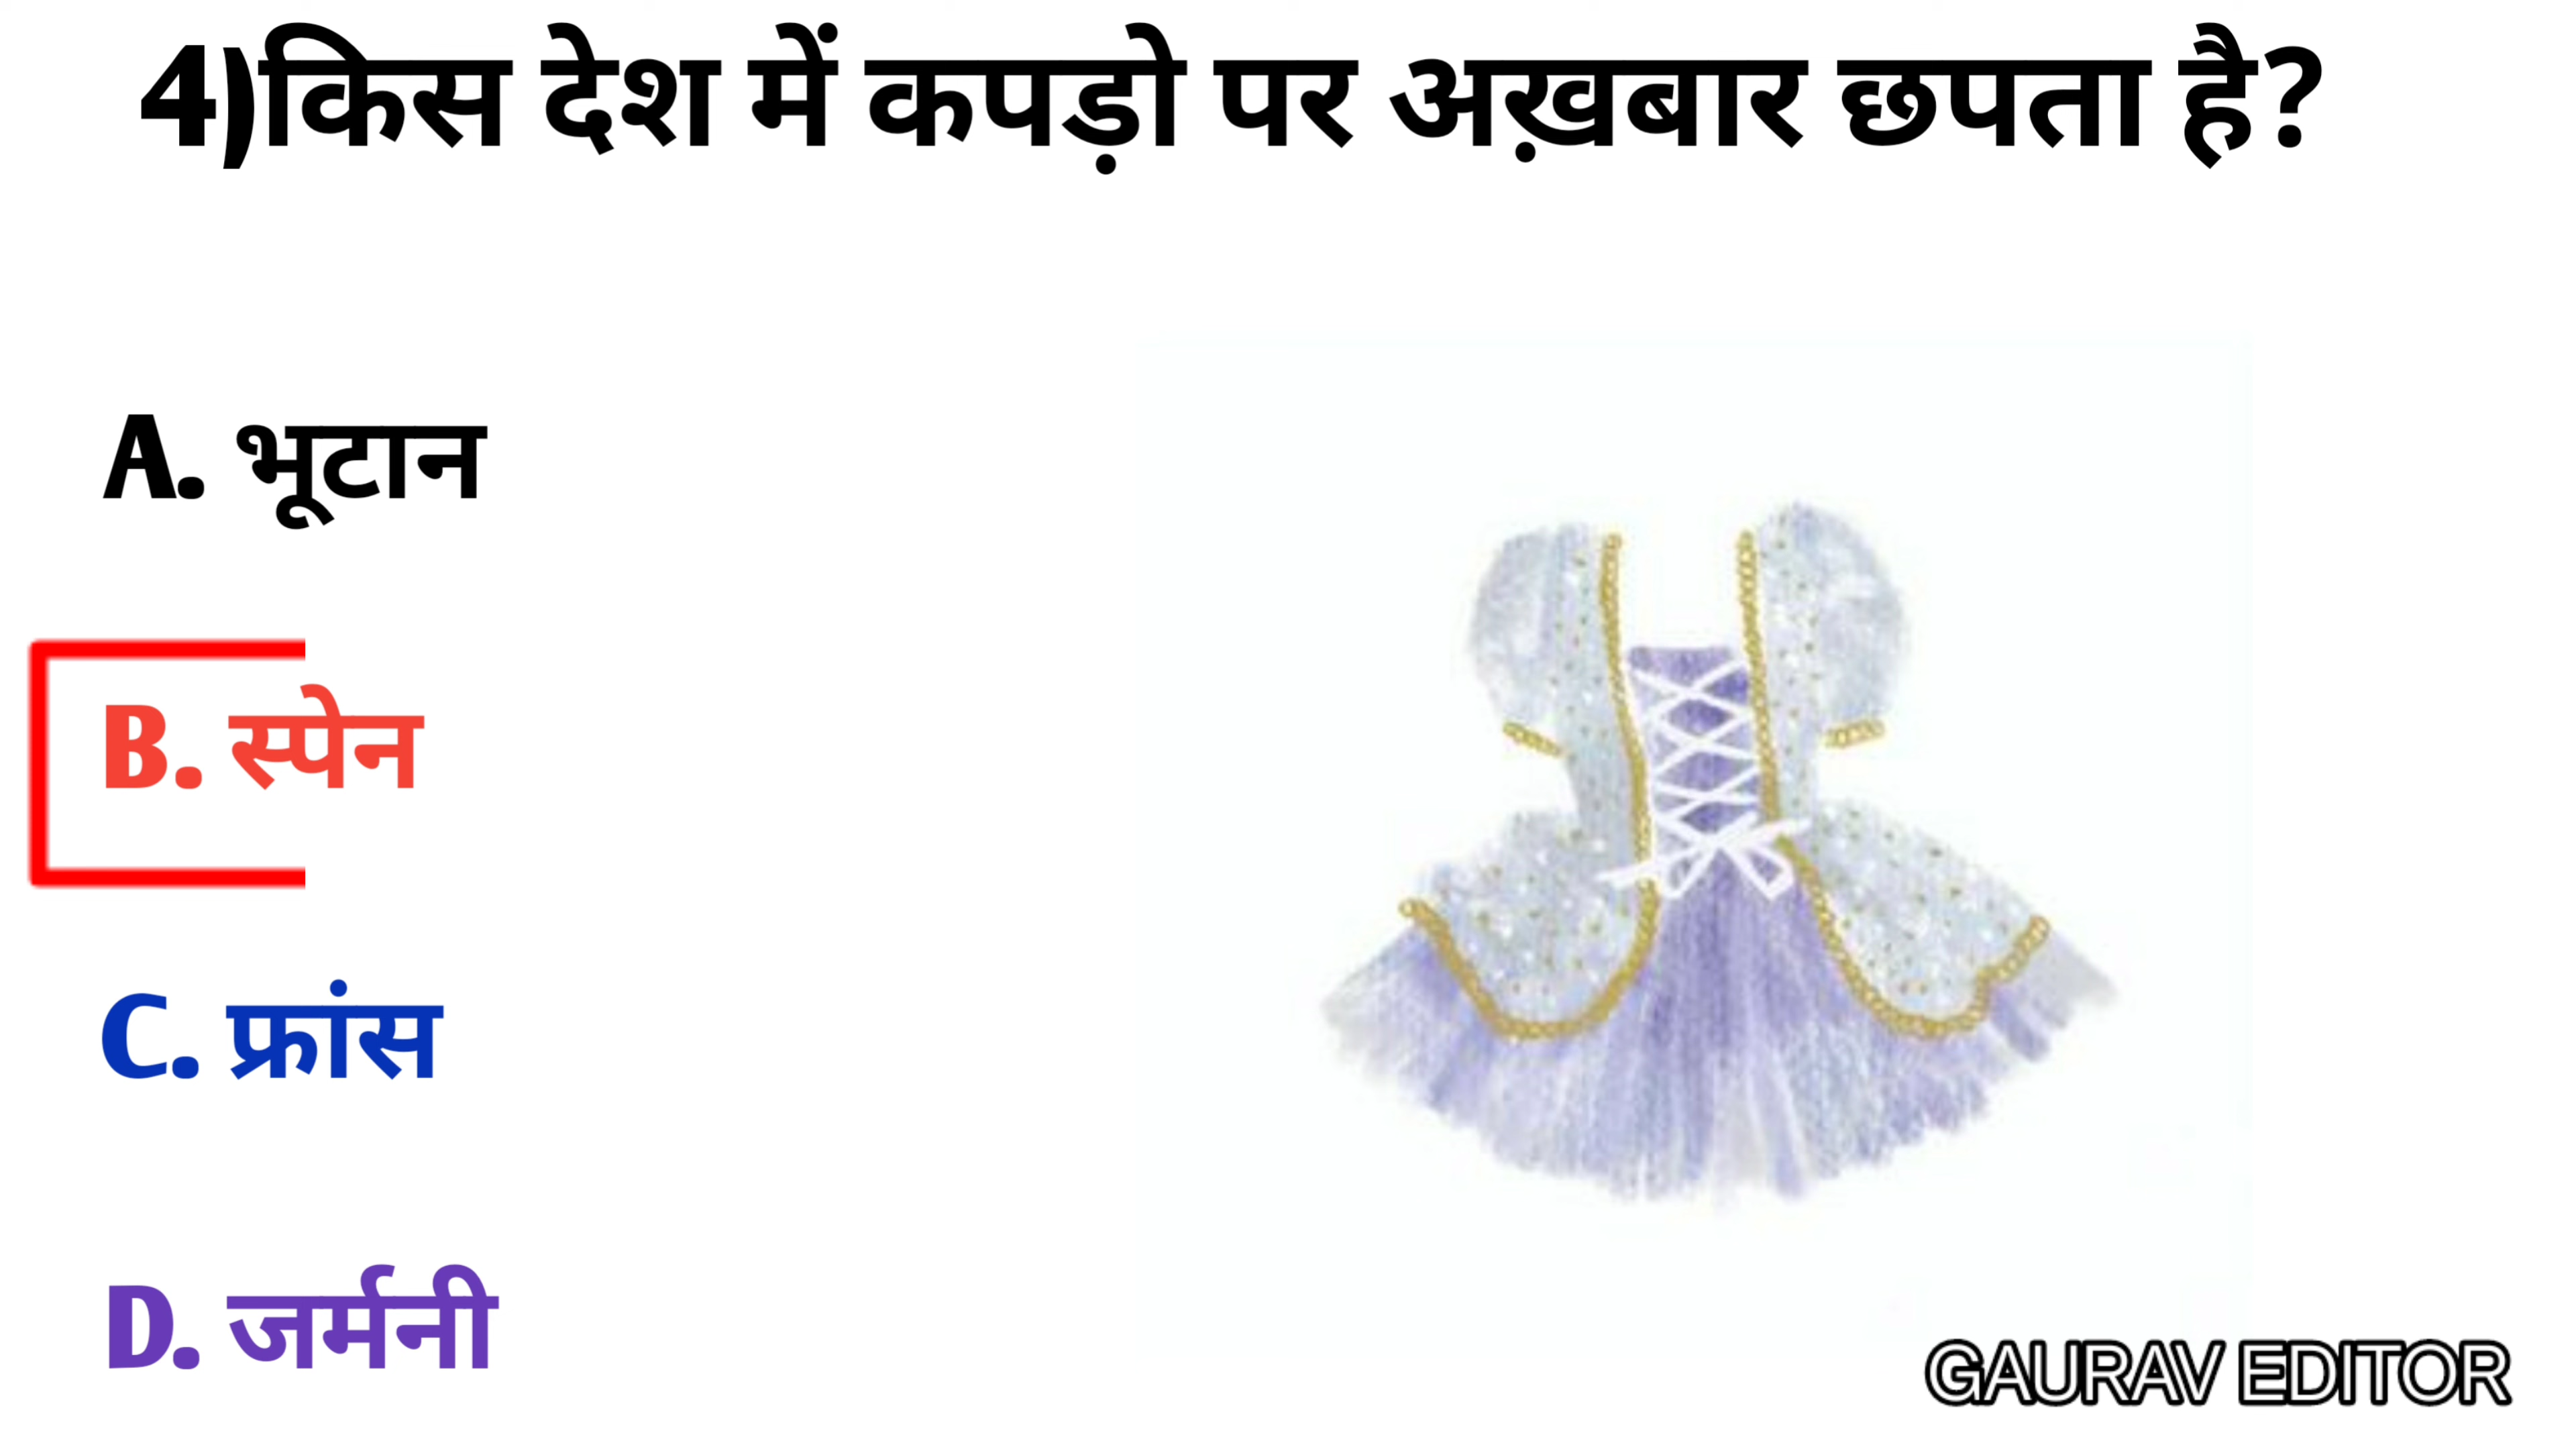 4)किस देश में कपड़ो पर अख़बार छपता है?
A. भूटान
B. स्पेन
C. फ्रांस
D. जर्मनी
GAURAV EDITOR